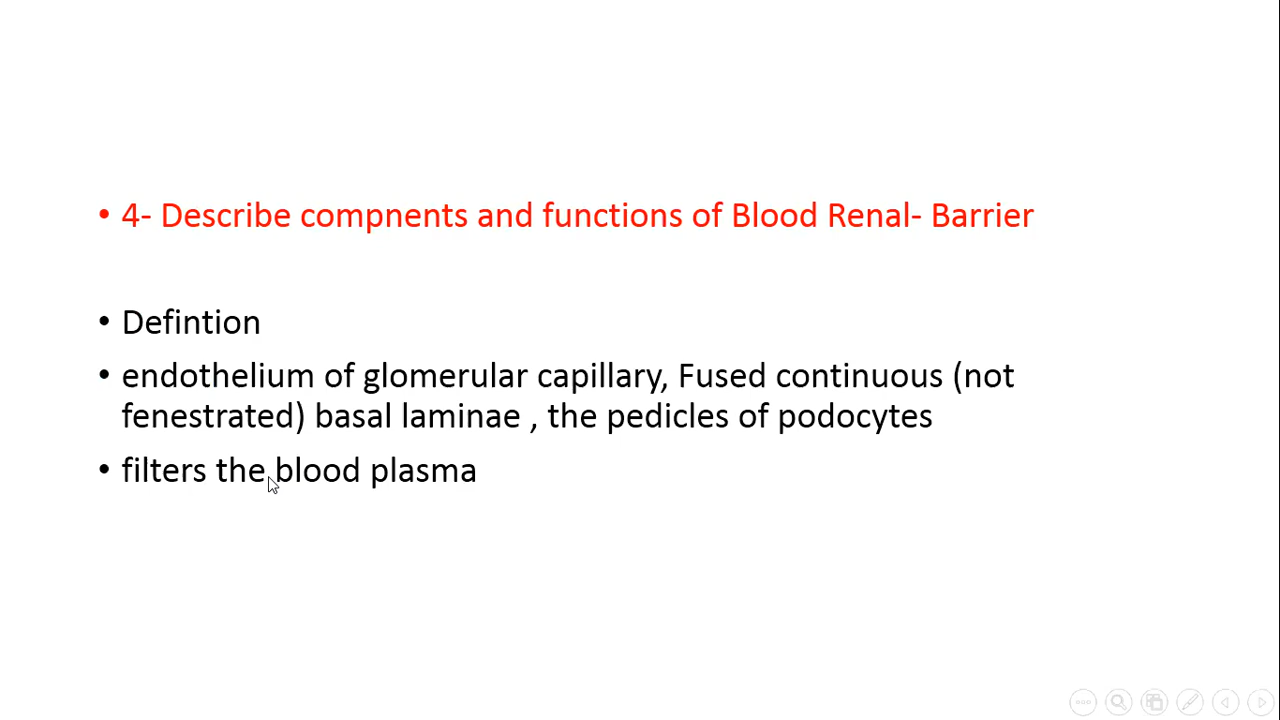 • 4- Describe compnents and functions of Blood Renal- Barrier
• Defintion
• endothelium of glomerular capillary, Fused continuous (not
fenestrated) basal laminae , the pedicles of podocytes
• filters the blood plasma